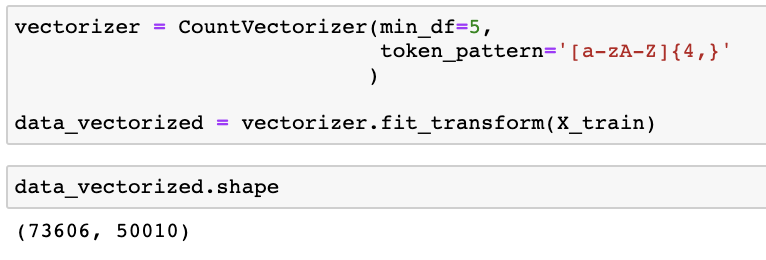 vectorizer = CountVectorizer(min_df=5,
                             token_pattern='[a-zA-Z]{4,}'
                            )
data_vectorized = vectorizer.fit_transform(X_train)
data_vectorized.shape
(73606, 50010)